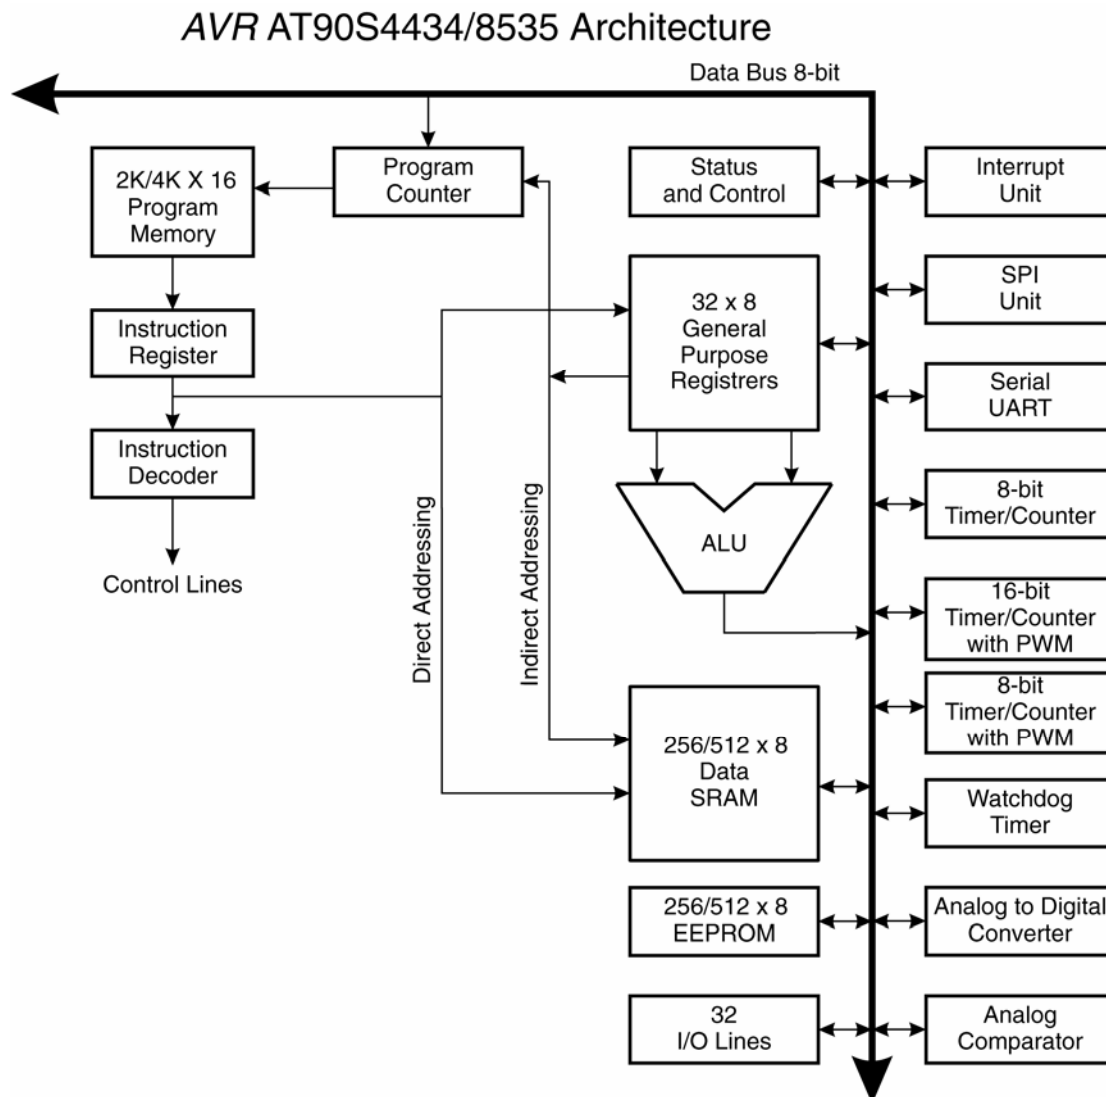 AVR AT90S4434/8535 Architecture
Data Bus 8-bit
2K/4K X 16
Program
Memory
Program
Counter
Status
and Control
Interrupt
Unit
Instruction
Register
32 x 8
General
Purpose
Registrers
SPI
Unit
Serial
UART
Instruction
Decoder
Control Lines
Direct Addressing
Indirect Addressing
ALU
8-bit
Timer/Counter
16-bit
Timer/Counter
with PWM
8-bit
Timer/Counter
with PWM
256/512 x 8
Data
SRAM
Watchdog
Timer
256/512 x 8
EEPROM
Analog to Digital
Converter
32
I/O Lines
Analog
Comparator